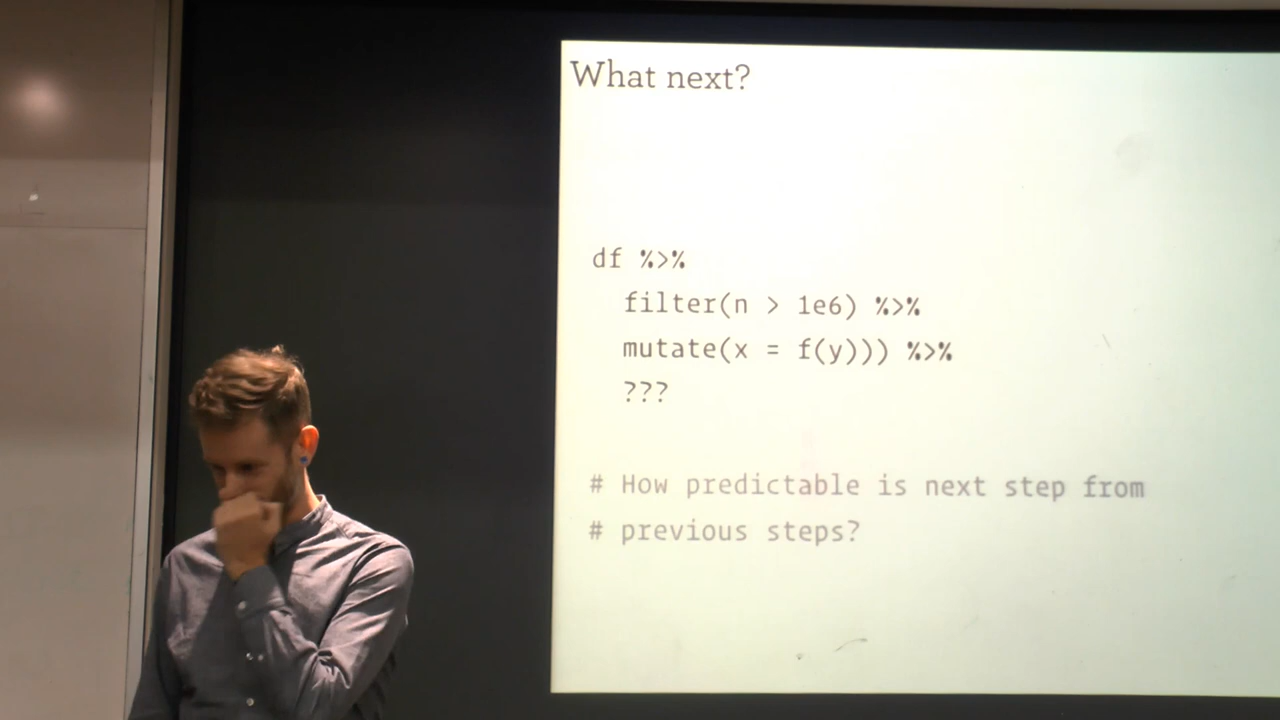 What next?
df %>%
filter(n > 1e6) %>%
mutate(x = f(y))) %>%
???
# How predictable is next step from
# previous steps?